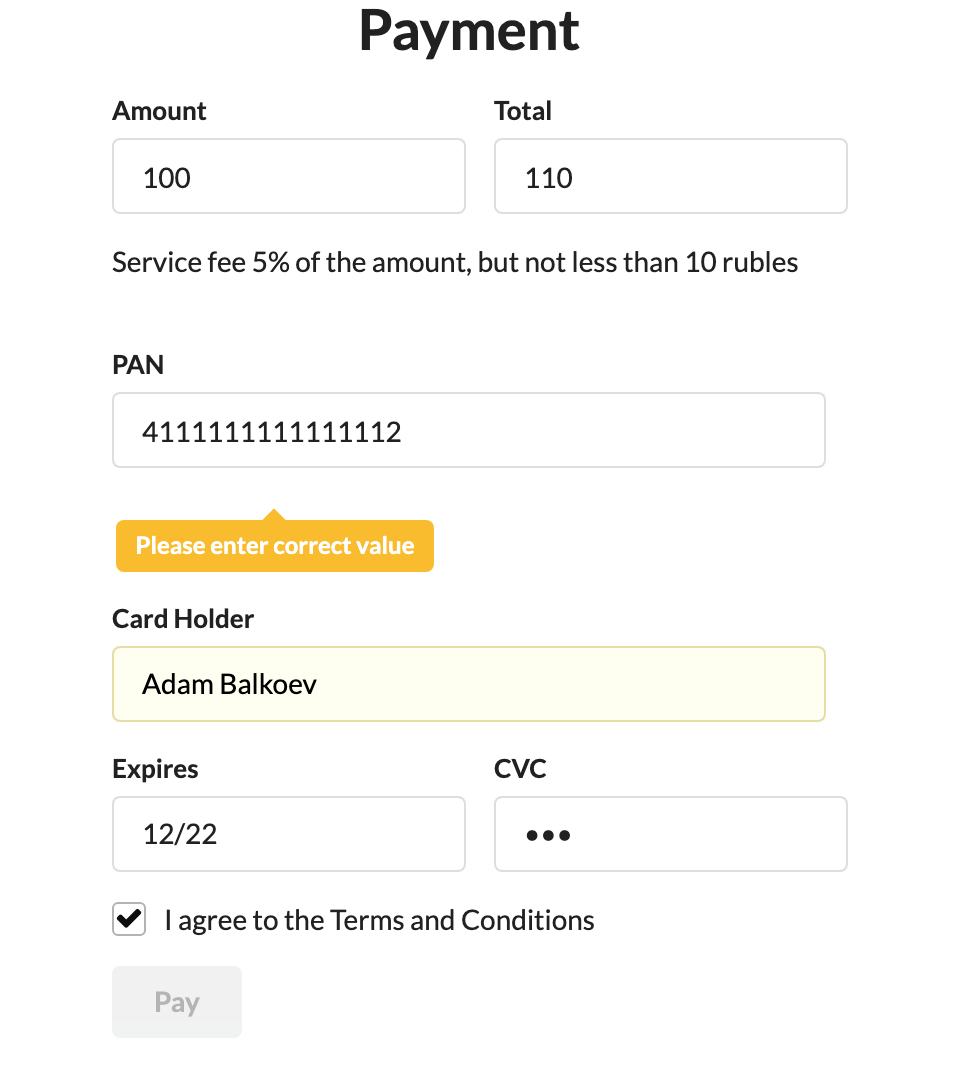 Payment
Amount Total
100 110
Service fee 5% of the amount, but not less than 10 rubles
PAN
4111111111111112
Please enter correct value
Card Holder
Adam Balkoev
Expires CVC
12/22 •••
I agree to the Terms and Conditions
Pay